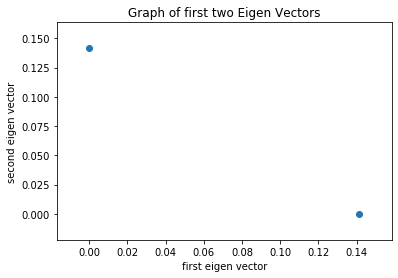 Graph of first two Eigen Vectors
second eigen vector
0.150
0.125
0.100
0.075
0.050
0.025
0.000
0.00 0.02 0.04 0.06 0.08 0.10 0.12 0.14
first eigen vector